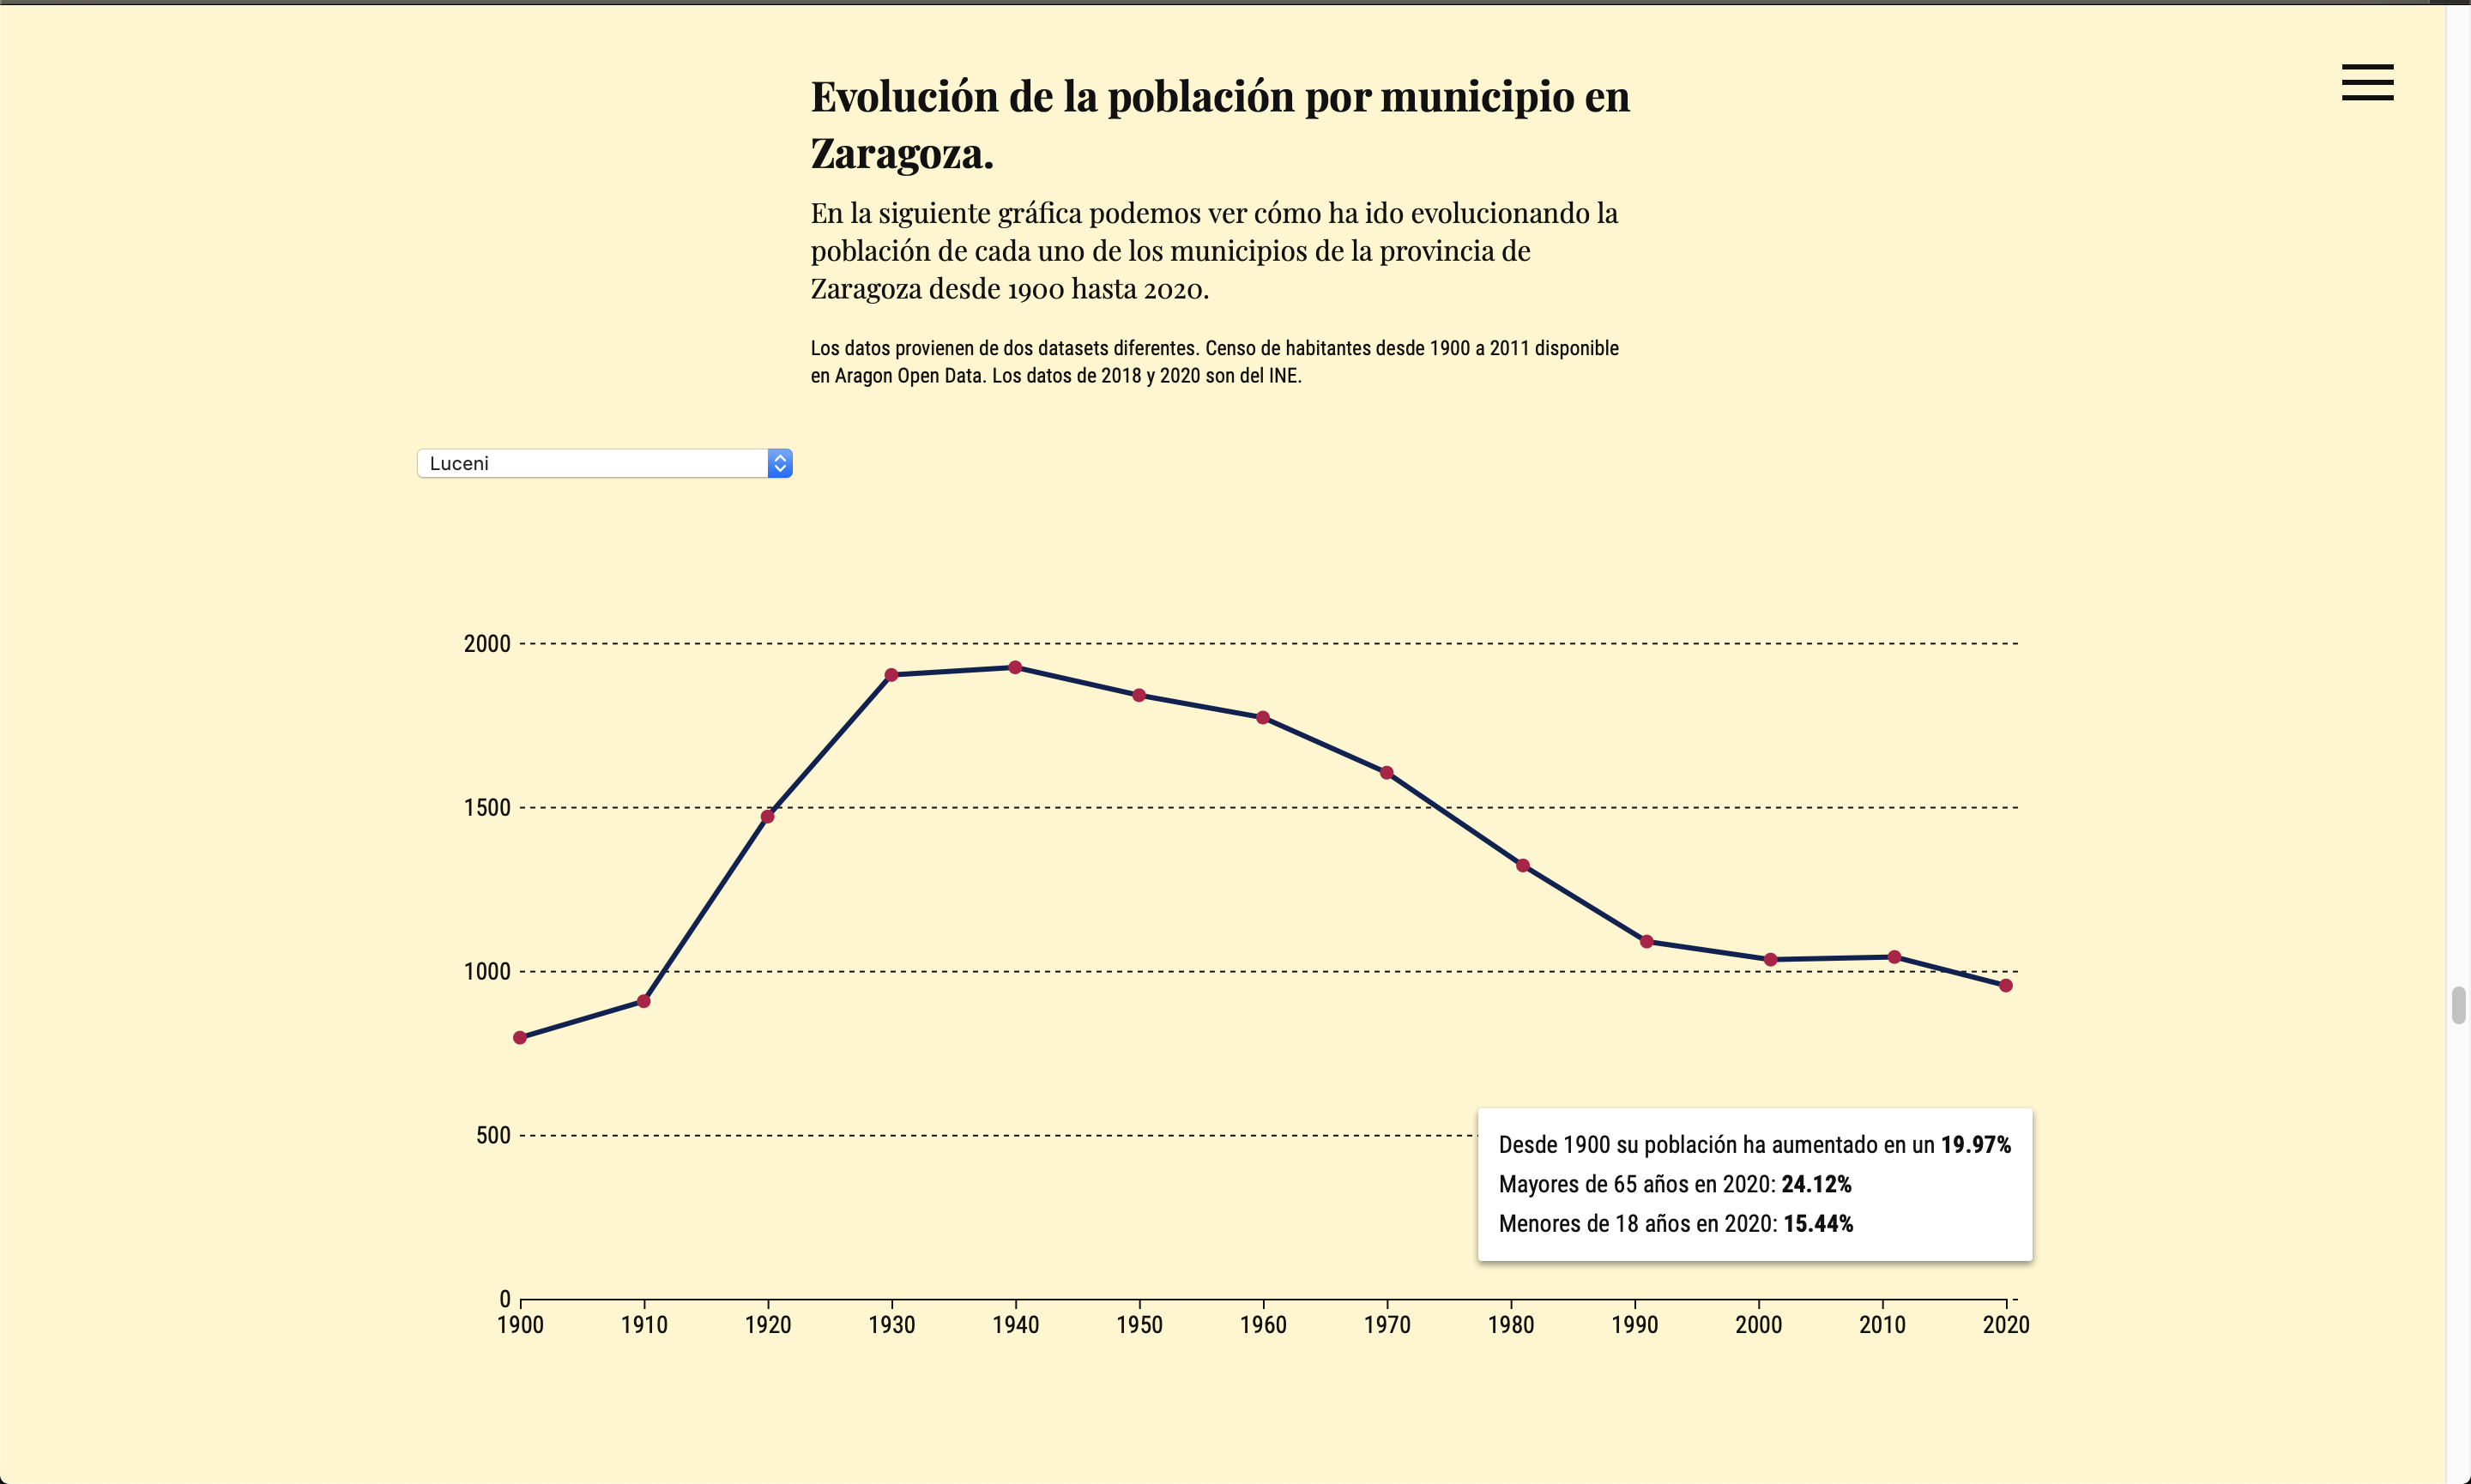 Evolución de la población por municipio en
Zaragoza.
En la siguiente gráfica podemos ver cómo ha ido evolucionando la
población de cada uno de los municipios de la provincia de
Zaragoza desde 1900 hasta 2020.
Los datos provienen de dos datasets diferentes. Censo de habitantes desde 1900 a 2011 disponible
en Aragon Open Data. Los datos de 2018 y 2020 son del INE.
Luceni
2000
1500
1000
500
Desde 1900 su población ha aumentado en un 19.97%
Mayores de 65 años en 2020: 24.12%
Menores de 18 años en 2020: 15.44%
0
1900 1910 1920 1930 1940 1950 1960 1970 1980 1990 2000 2010 2020